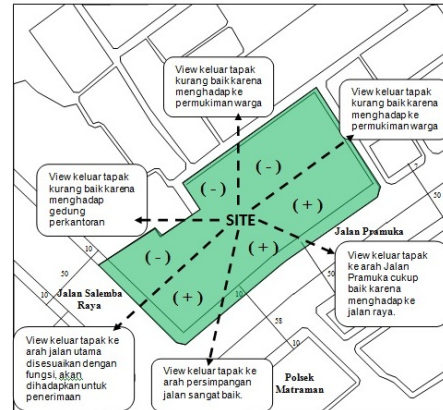 View keluar tapak
kurang baik karena
menghadap ke
permukiman warga
View keluar tapak
kurang baik karena
menghadap ke
permukiman warga
View keluar tapak
kurang baik karena
menghadap
gedung
perkantoran
(-)
(-)
(+)
SITE
(-)
(+)
(+)
Jalan Pramuka
50
10
50
10
Jalan Salemba
Raya
10
50
58
10
View keluar tapak
ke arah Jalan
Pramuka cukup
baik karena
menghadap ke
jalan raya.
View keluar tapak ke
arah jalan utama
disesuaikan dengan
fungsi, akan
dihadapkan untuk
penerimaan
View keluar tapak ke
arah persimpangan
jalan sangat baik.
Polsek
Matraman